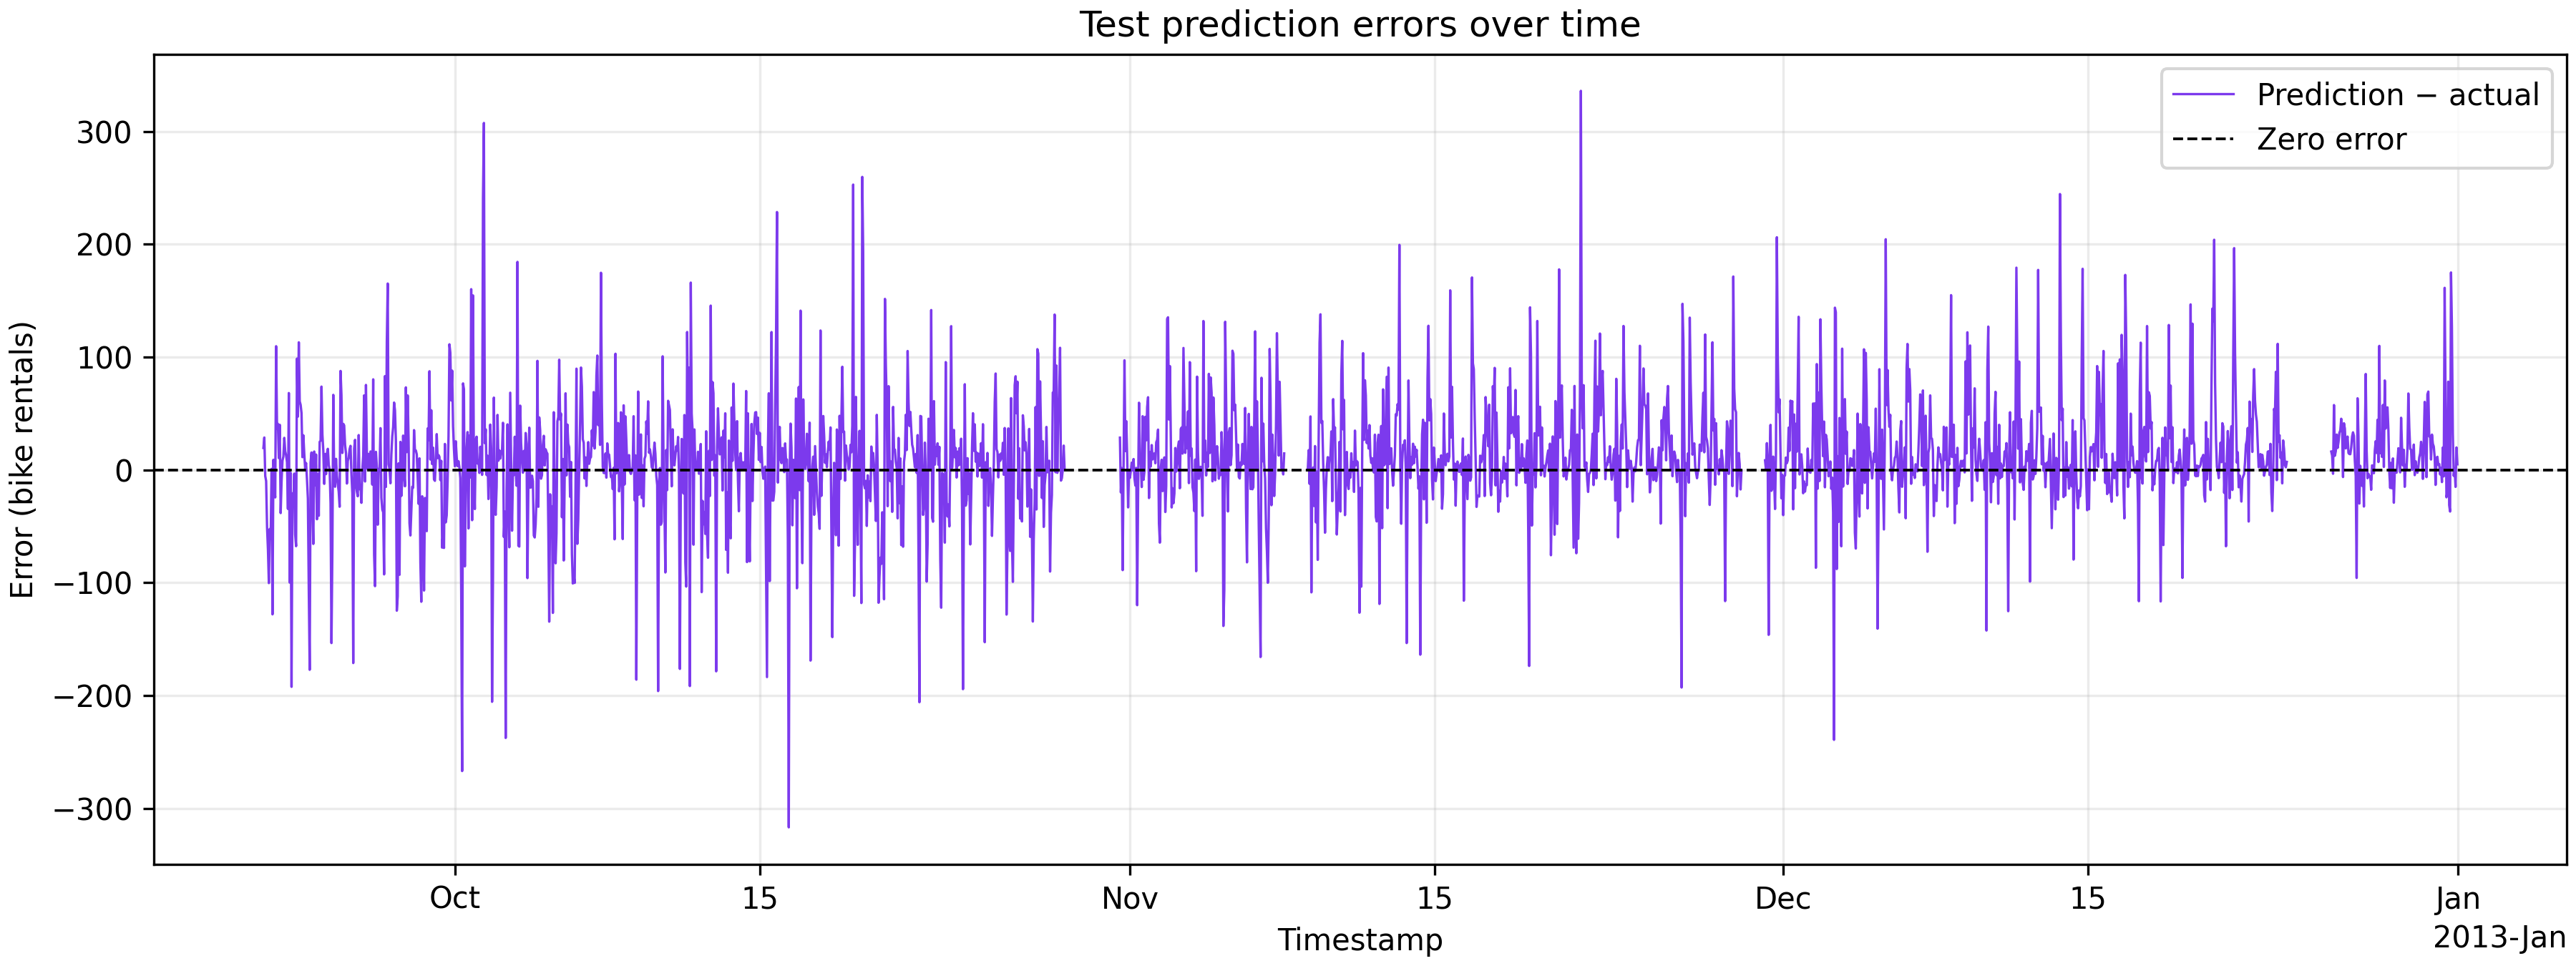 Test prediction errors over time
Prediction − actual
Zero error
Error (bike rentals)
300
200
100
0
−100
−200
−300
Oct
15
Nov
15
Dec
15
Jan
2013-Jan
Timestamp